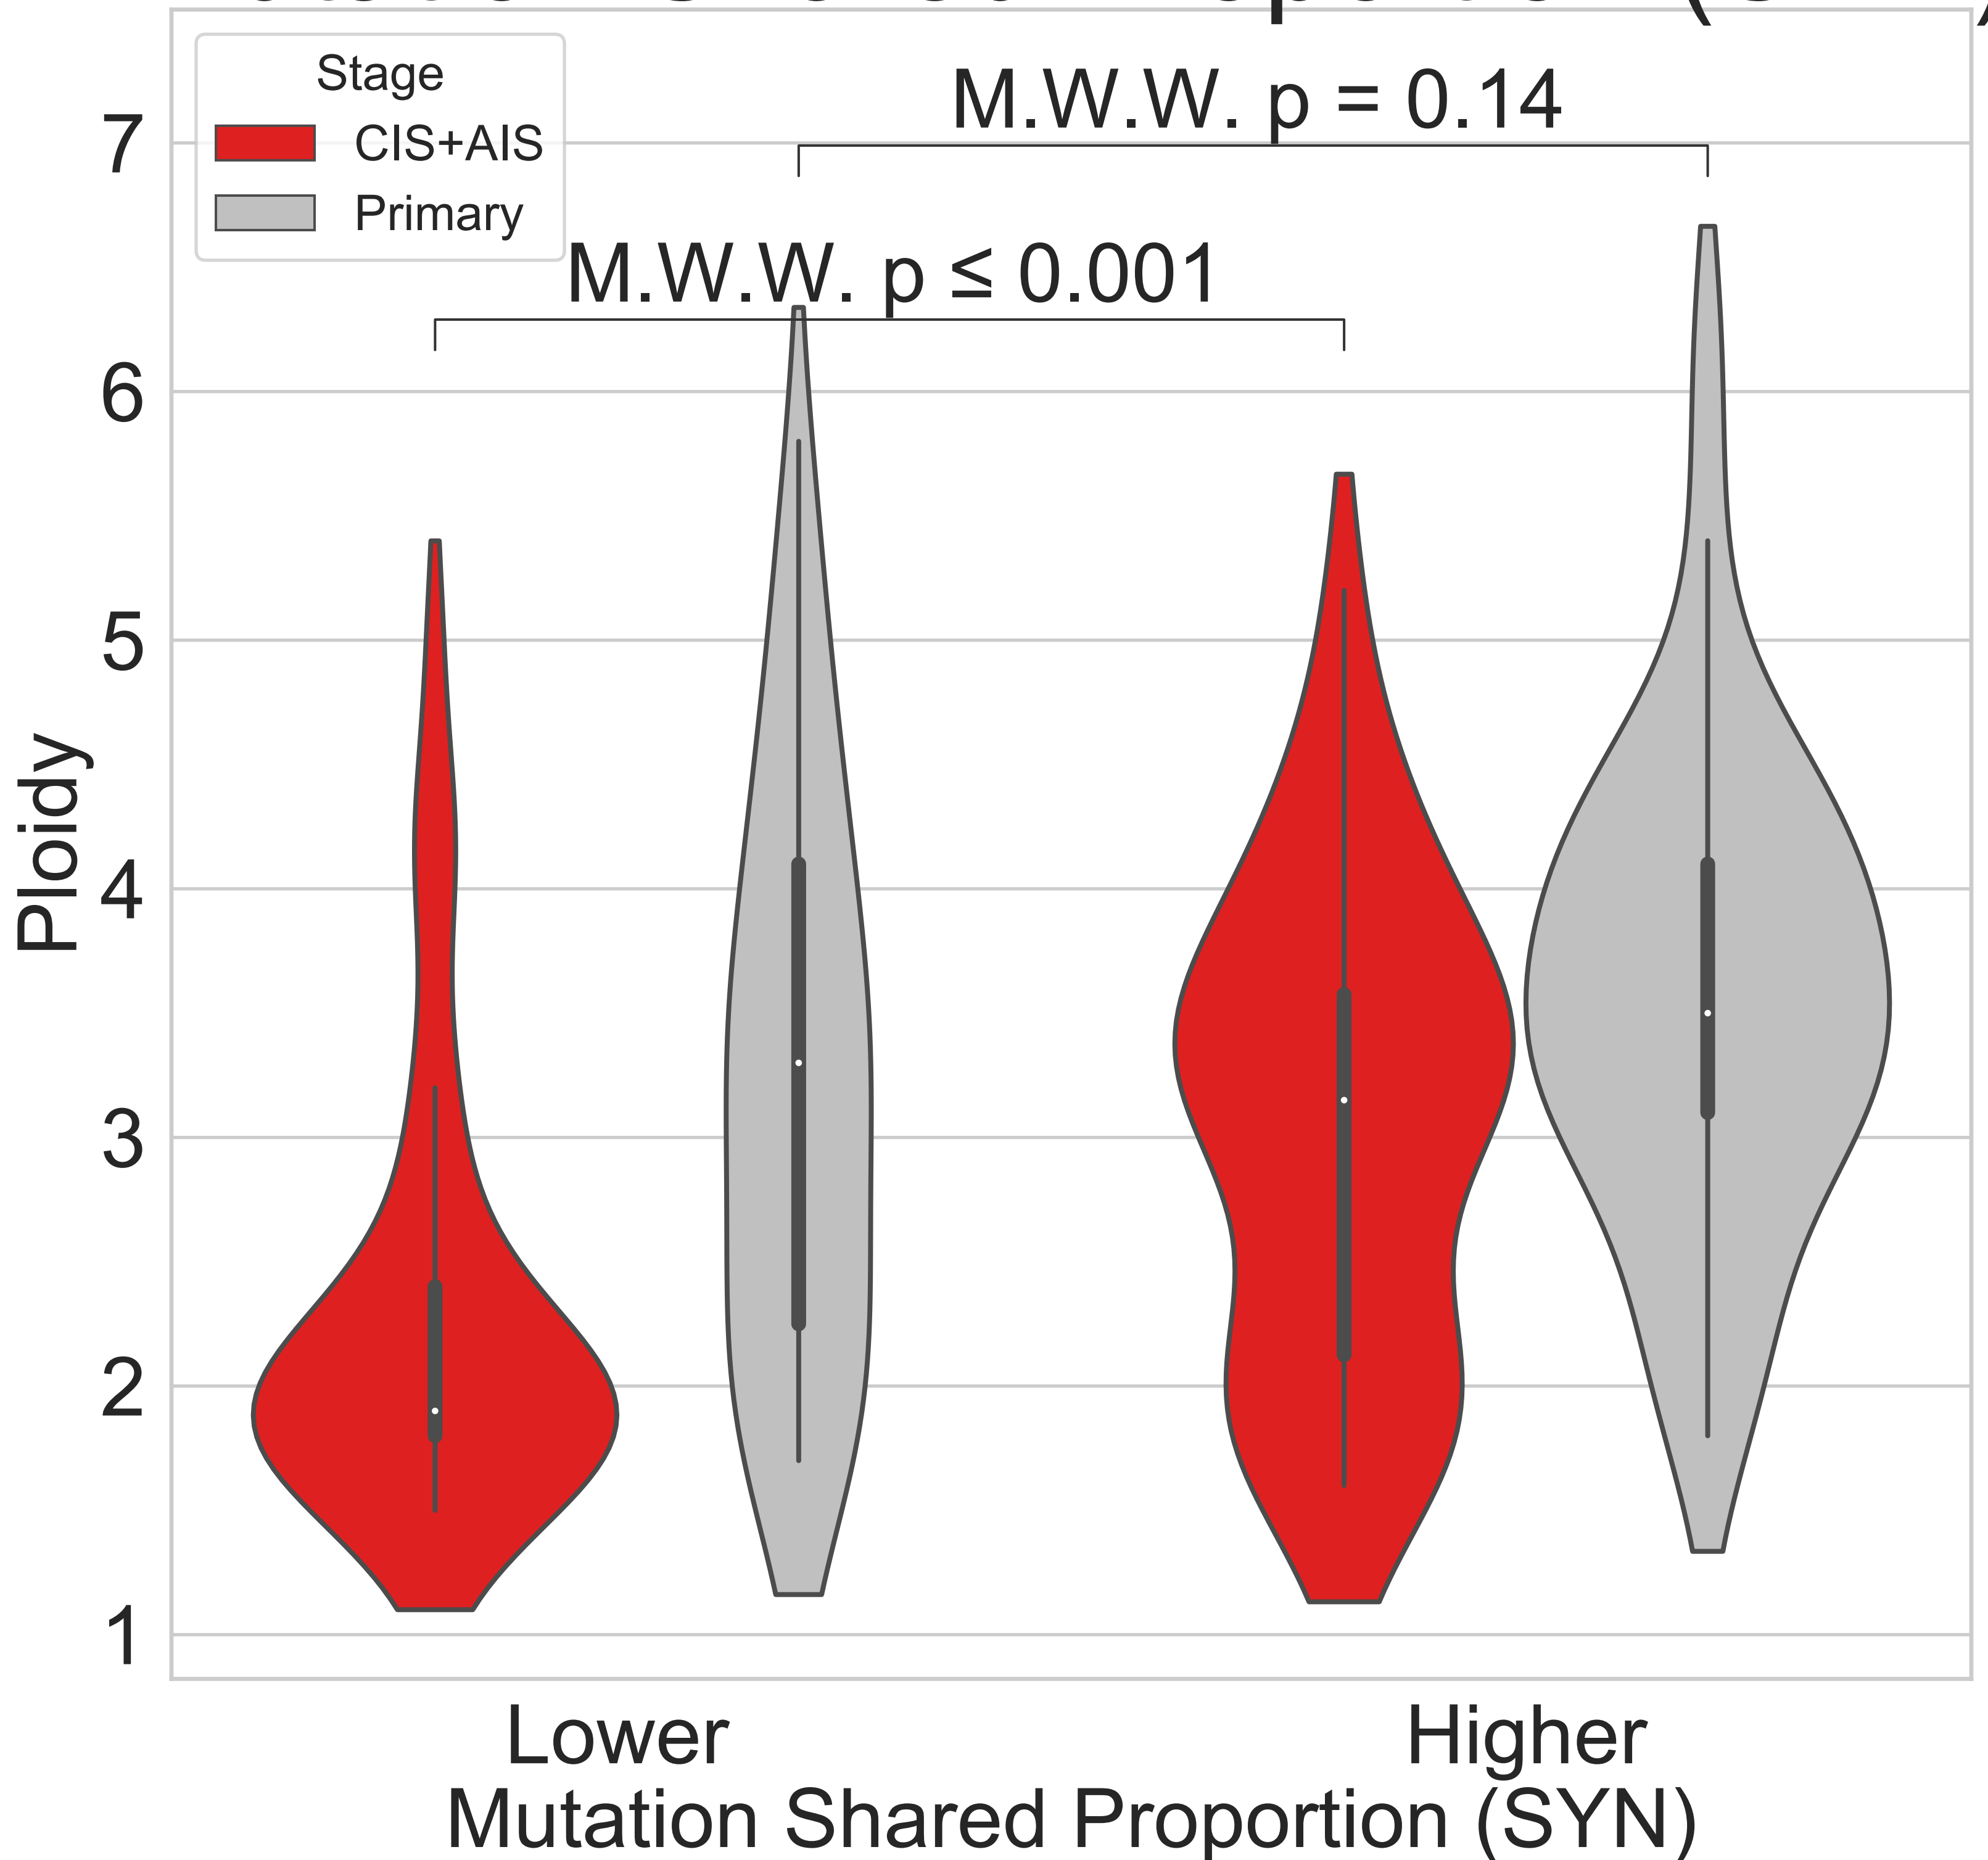 Stage
CIS+AIS
Primary
M.W.W. p = 0.14
M.W.W. p ≤ 0.001
7
6
5
4
3
2
1
Ploidy
Lower
Higher
Mutation Shared Proportion (SYN)